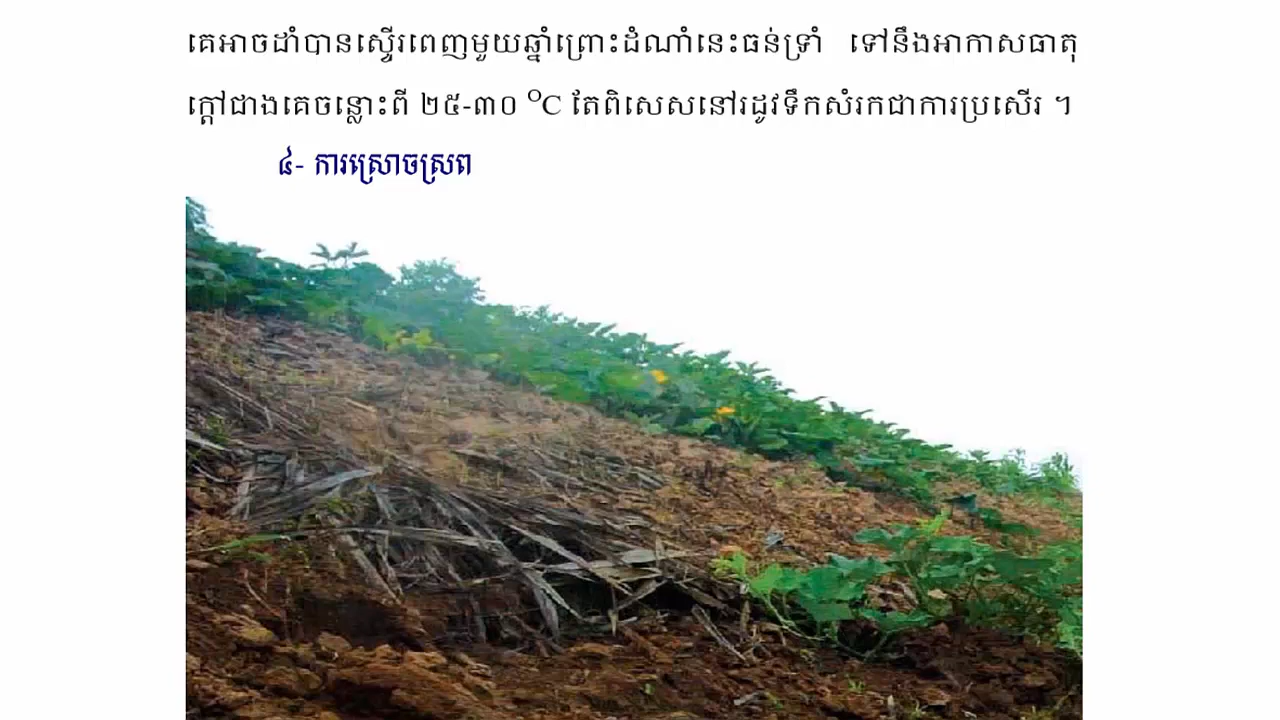 គេអាចដាំបានស្ទើរពេញមួយឆ្នាំព្រោះដំណាំនេះធន់ទ្រាំ ទៅនឹងអាកាសធាតុ
ក្ដៅជាងគេចន្លោះពី ២៥-៣០ ᴼC តែពិសេសនៅរដូវទឹកសំរកជាការប្រសើរ ។
៤- ការស្រោចស្រព